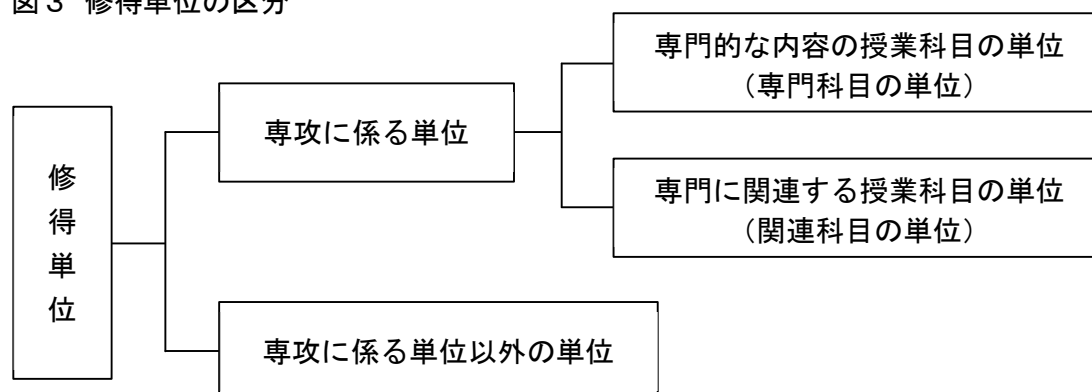 図3 修得単位の区分
専門的な内容の授業科目の単位
(専門科目の単位)
専攻に係る単位
専門に関連する授業科目の単位
(関連科目の単位)
修得単位
専攻に係る単位以外の単位